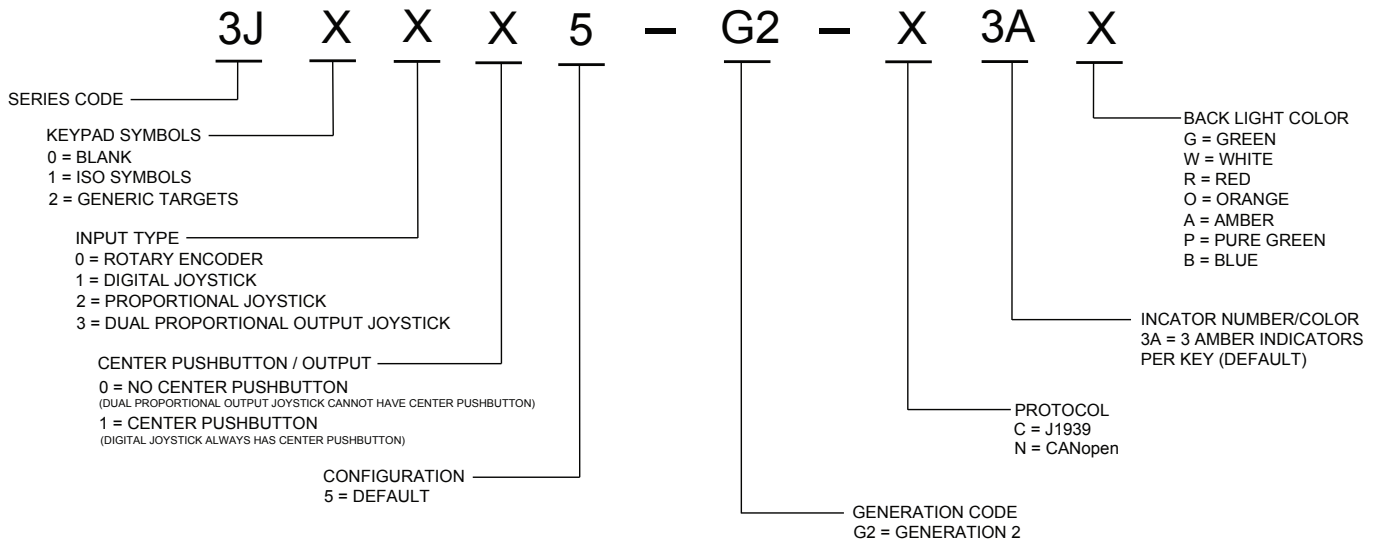 3J X X X 5 – G2 – X 3A X
SERIES CODE
KEYPAD SYMBOLS
0 = BLANK
1 = ISO SYMBOLS
2 = GENERIC TARGETS
INPUT TYPE
0 = ROTARY ENCODER
1 = DIGITAL JOYSTICK
2 = PROPORTIONAL JOYSTICK
3 = DUAL PROPORTIONAL OUTPUT JOYSTICK
CENTER PUSHBUTTON / OUTPUT
0 = NO CENTER PUSHBUTTON
(DUAL PROPORTIONAL OUTPUT JOYSTICK CANNOT HAVE CENTER PUSHBUTTON)
1 = CENTER PUSHBUTTON
(DIGITAL JOYSTICK ALWAYS HAS CENTER PUSHBUTTON)
CONFIGURATION
5 = DEFAULT
BACK LIGHT COLOR
G = GREEN
W = WHITE
R = RED
O = ORANGE
A = AMBER
P = PURE GREEN
B = BLUE
INCATOR NUMBER/COLOR
3A = 3 AMBER INDICATORS
PER KEY (DEFAULT)
PROTOCOL
C = J1939
N = CANopen
GENERATION CODE
G2 = GENERATION 2